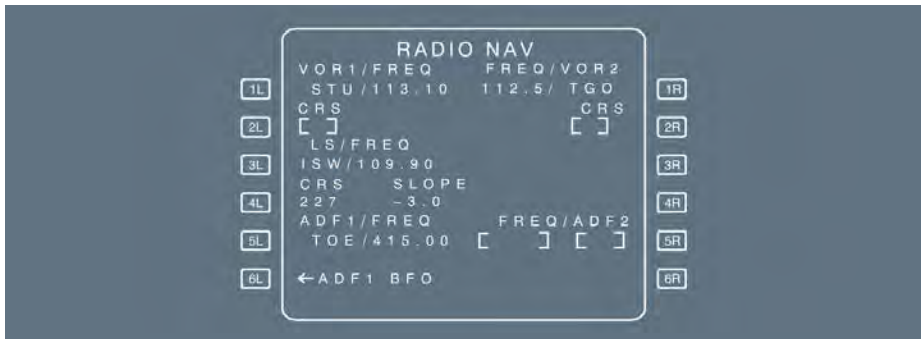 RADIO NAV
VOR1/FREQ FREQ/VOR2
1L STU/113.10 112.5/ TGO 1R
CRS CRS
2L [ ] [ ] 2R
LS/FREQ
3L ISW/109.90 3R
CRS SLOPE
4L 227 -3.0 4R
ADF1/FREQ FREQ/ADF2
5L TOE/415.00 [ ] [ ] 5R
6L ←ADF1 BFO 6R